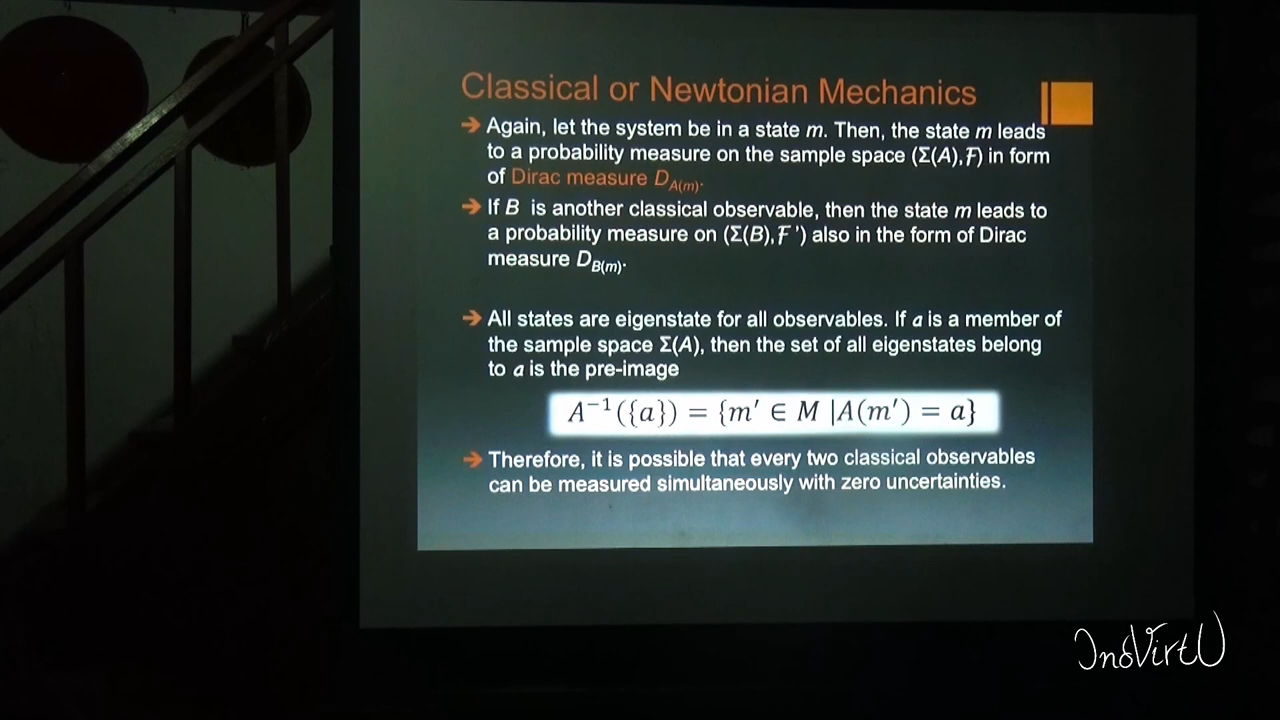 Classical or Newtonian Mechanics
➔ Again, let the system be in a state m. Then, the state m leads
to a probability measure on the sample space (Σ(A),Ƒ) in form
of Dirac measure D_A(m).
➔ If B is another classical observable, then the state m leads to
a probability measure on (Σ(B),Ƒ') also in the form of Dirac
measure D_B(m).
➔ All states are eigenstate for all observables. If a is a member of
the sample space Σ(A), then the set of all eigenstates belong
to a is the pre-image
A⁻¹({a}) = {m′ ∈ M |A(m′) = a}
➔ Therefore, it is possible that every two classical observables
can be measured simultaneously with zero uncertainties.